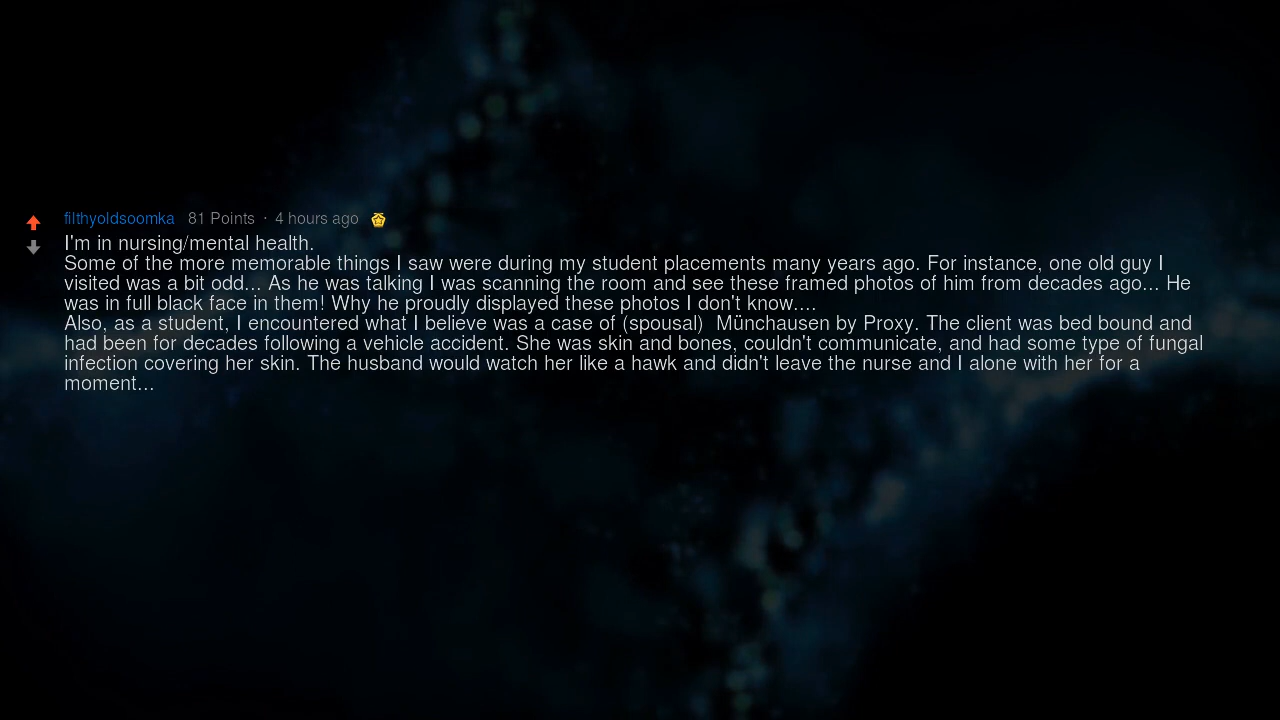 filthyoldsoomka 81 Points · 4 hours ago
I'm in nursing/mental health.
Some of the more memorable things I saw were during my student placements many years ago. For instance, one old guy I
visited was a bit odd... As he was talking I was scanning the room and see these framed photos of him from decades ago... He
was in full black face in them! Why he proudly displayed these photos I don't know....
Also, as a student, I encountered what I believe was a case of (spousal)  Münchausen by Proxy. The client was bed bound and
had been for decades following a vehicle accident. She was skin and bones, couldn't communicate, and had some type of fungal
infection covering her skin. The husband would watch her like a hawk and didn't leave the nurse and I alone with her for a
moment...